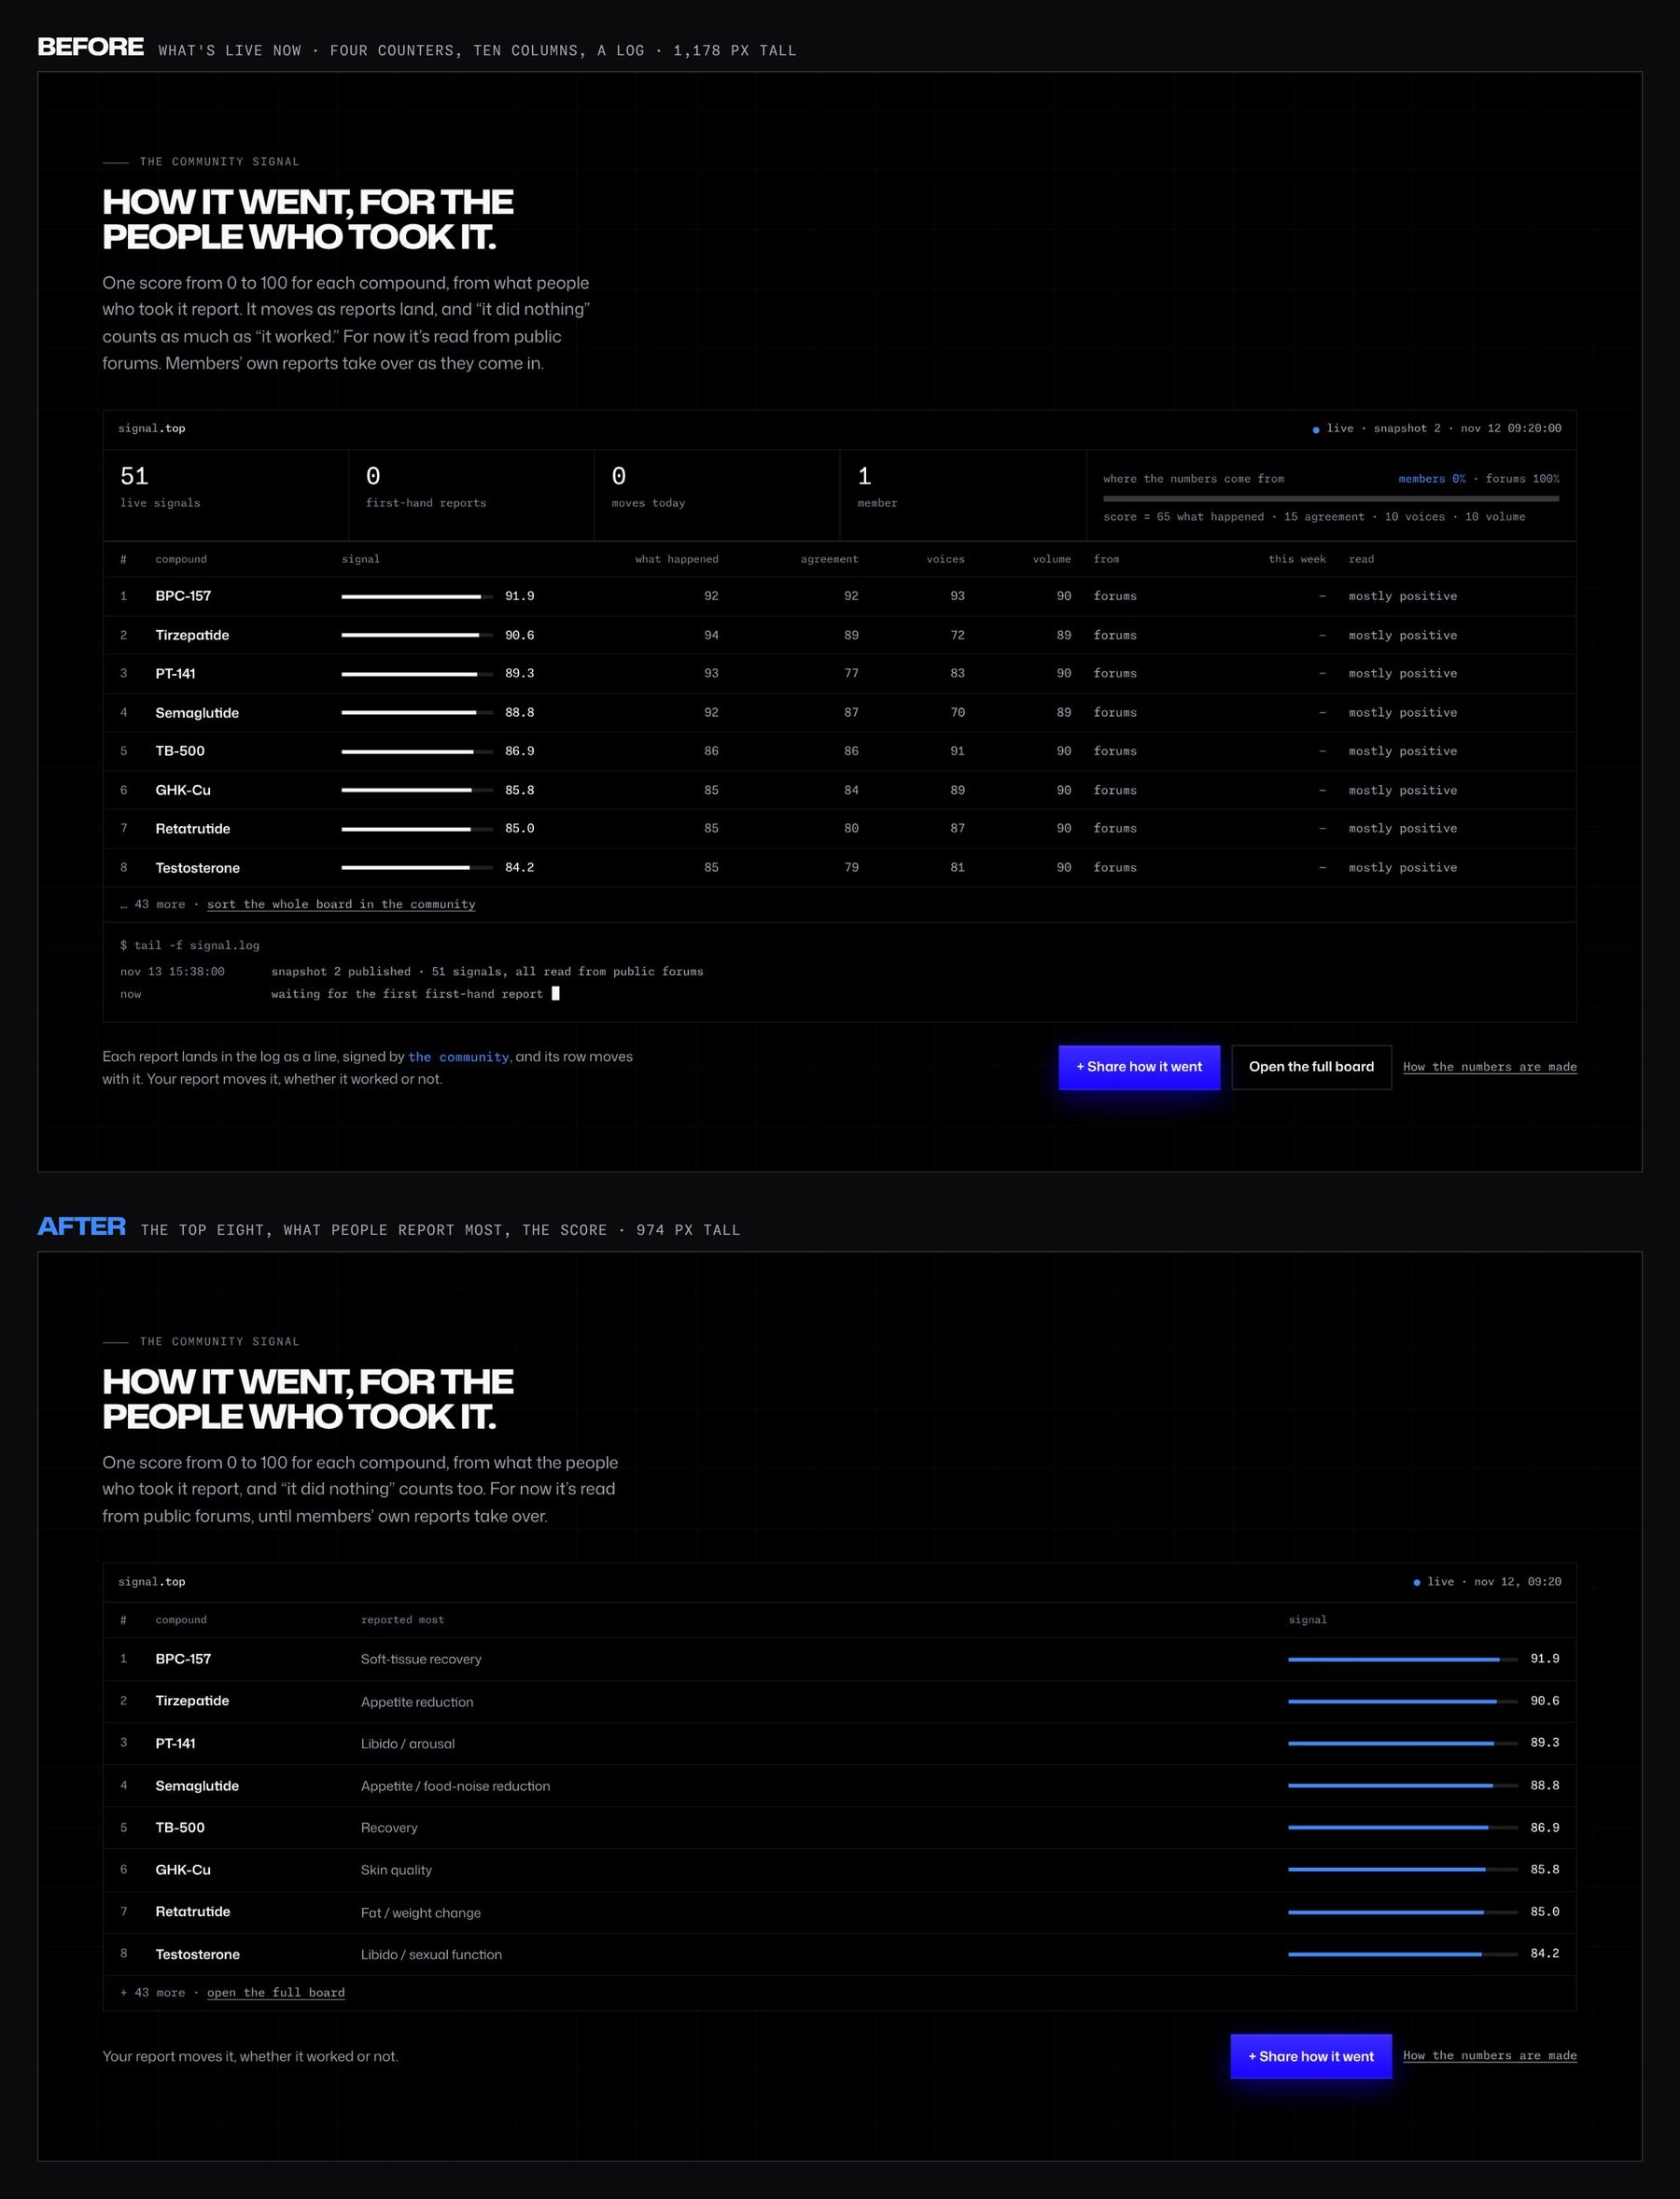 BEFORE WHAT'S LIVE NOW · FOUR COUNTERS, TEN COLUMNS, A LOG · 1,178 PX TALL
THE COMMUNITY SIGNAL
HOW IT WENT, FOR THE
PEOPLE WHO TOOK IT.
One score from 0 to 100 for each compound, from what people
who took it report. It moves as reports land, and “it did nothing”
counts as much as “it worked.” For now it’s read from public
forums. Members’ own reports take over as they come in.
signal.top live · snapshot 2 · nov 12 09:20:00
51 0 0 1
live signals first-hand reports moves today member
where the numbers come from members 0% · forums 100%
score = 65 what happened · 15 agreement · 10 voices · 10 volume
# compound signal what happened agreement voices volume from this week read
1 BPC-157 91.9 92 92 93 90 forums – mostly positive
2 Tirzepatide 90.6 94 89 72 89 forums – mostly positive
3 PT-141 89.3 93 77 83 90 forums – mostly positive
4 Semaglutide 88.8 92 87 70 89 forums – mostly positive
5 TB-500 86.9 86 86 91 90 forums – mostly positive
6 GHK-Cu 85.8 85 84 89 90 forums – mostly positive
7 Retatrutide 85.0 85 80 87 90 forums – mostly positive
8 Testosterone 84.2 85 79 81 90 forums – mostly positive
… 43 more · sort the whole board in the community
$ tail -f signal.log
nov 13 15:38:00 snapshot 2 published · 51 signals, all read from public forums
now waiting for the first first-hand report
Each report lands in the log as a line, signed by the community, and its row moves
with it. Your report moves it, whether it worked or not.
+ Share how it went Open the full board How the numbers are made
AFTER THE TOP EIGHT, WHAT PEOPLE REPORT MOST, THE SCORE · 974 PX TALL
THE COMMUNITY SIGNAL
HOW IT WENT, FOR THE
PEOPLE WHO TOOK IT.
One score from 0 to 100 for each compound, from what the people
who took it report, and “it did nothing” counts too. For now it’s read
from public forums, until members’ own reports take over.
signal.top live · nov 12, 09:20
# compound reported most signal
1 BPC-157 Soft-tissue recovery 91.9
2 Tirzepatide Appetite reduction 90.6
3 PT-141 Libido / arousal 89.3
4 Semaglutide Appetite / food-noise reduction 88.8
5 TB-500 Recovery 86.9
6 GHK-Cu Skin quality 85.8
7 Retatrutide Fat / weight change 85.0
8 Testosterone Libido / sexual function 84.2
+ 43 more · open the full board
Your report moves it, whether it worked or not.
+ Share how it went How the numbers are made